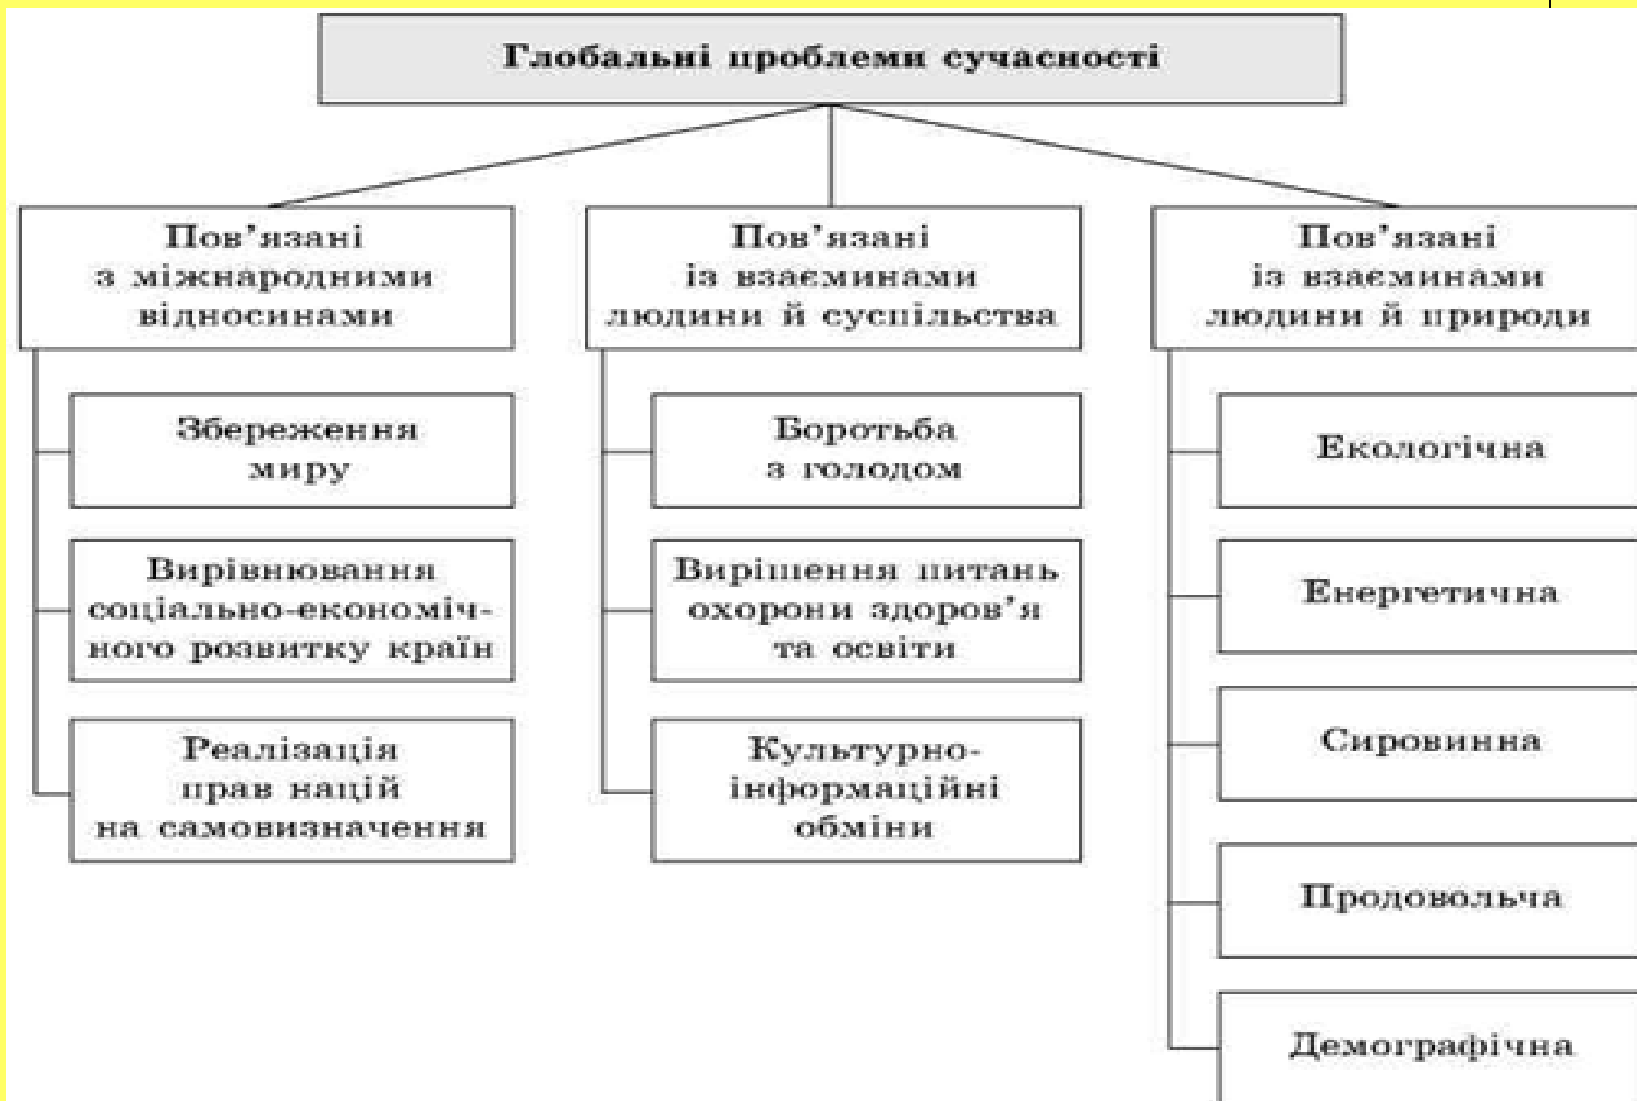 Глобальні проблеми сучасності
Пов’язані
з міжнародними
відносинами
Збереження
миру
Вирівнювання
соціально-економіч-
ного розвитку країн
Реалізація
прав націй
на самовизначення
Пов’язані
із взаєминами
людини й суспільства
Боротьба
з голодом
Вирішення питань
охорони здоров’я
та освіти
Культурно-
інформаційні
обміни
Пов’язані
із взаєминами
людини й природи
Екологічна
Енергетична
Сировинна
Продовольча
Демографічна